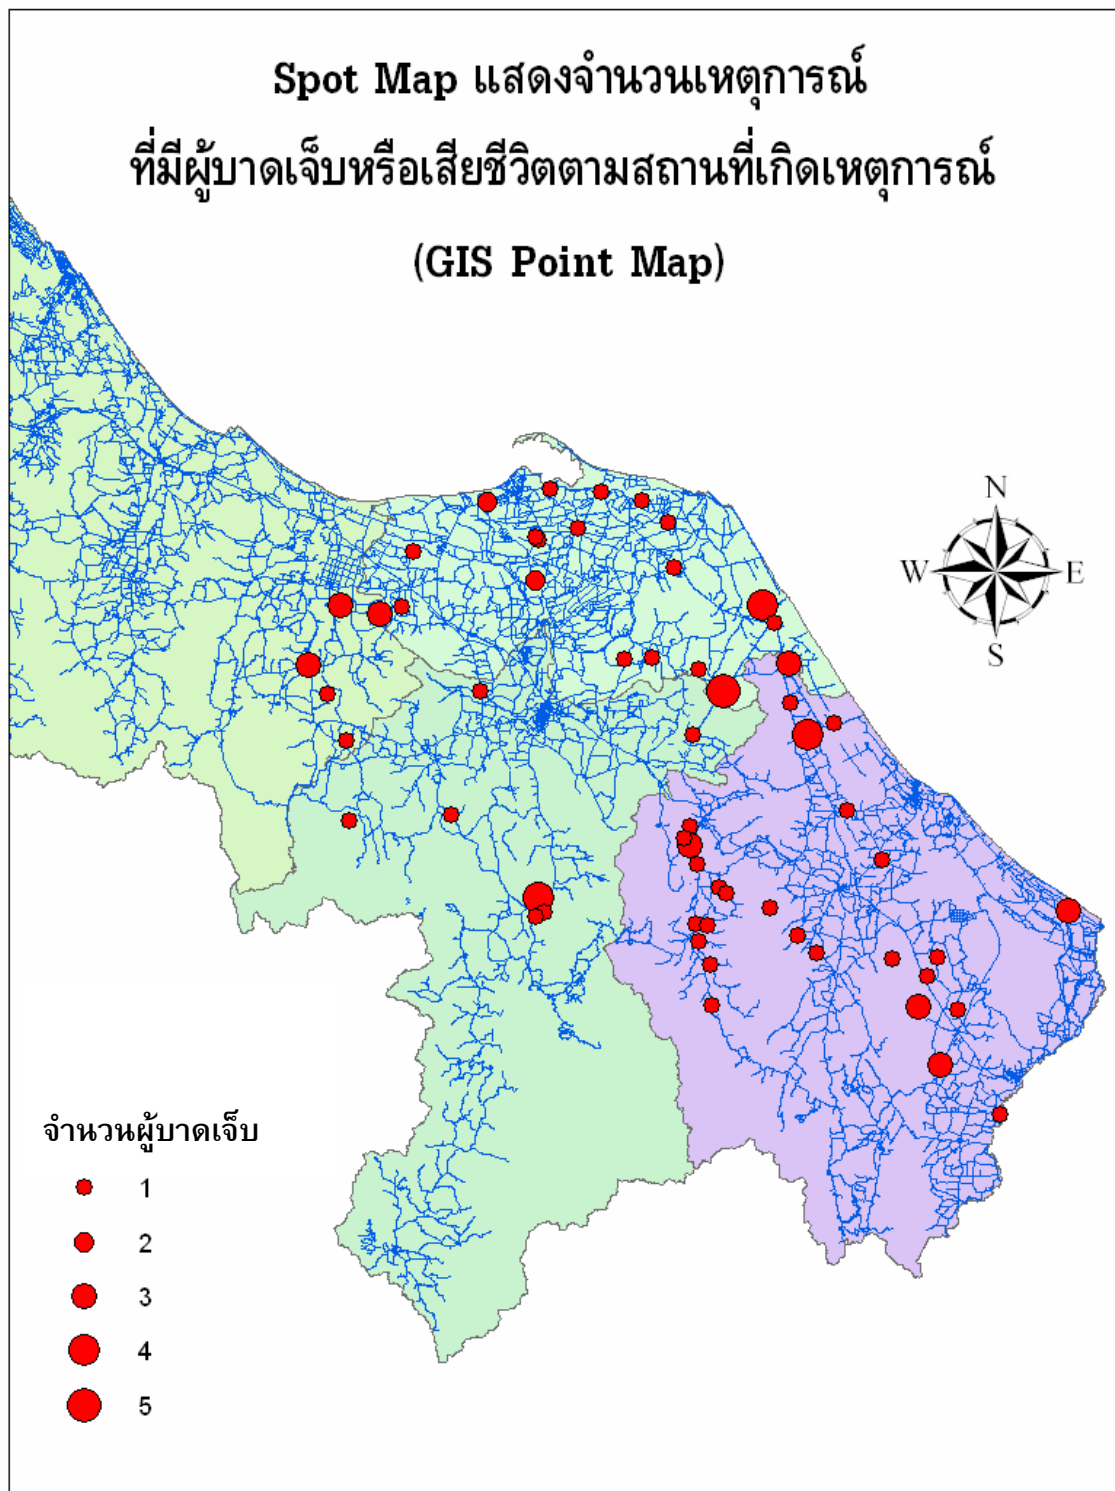 Spot Map แสดงจำนวนเหตุการณ์
ที่มีผู้บาดเจ็บหรือเสียชีวิตตามสถานที่เกิดเหตุการณ์
(GIS Point Map)
N
W
E
S
จำนวนผู้บาดเจ็บ
1
2
3
4
5